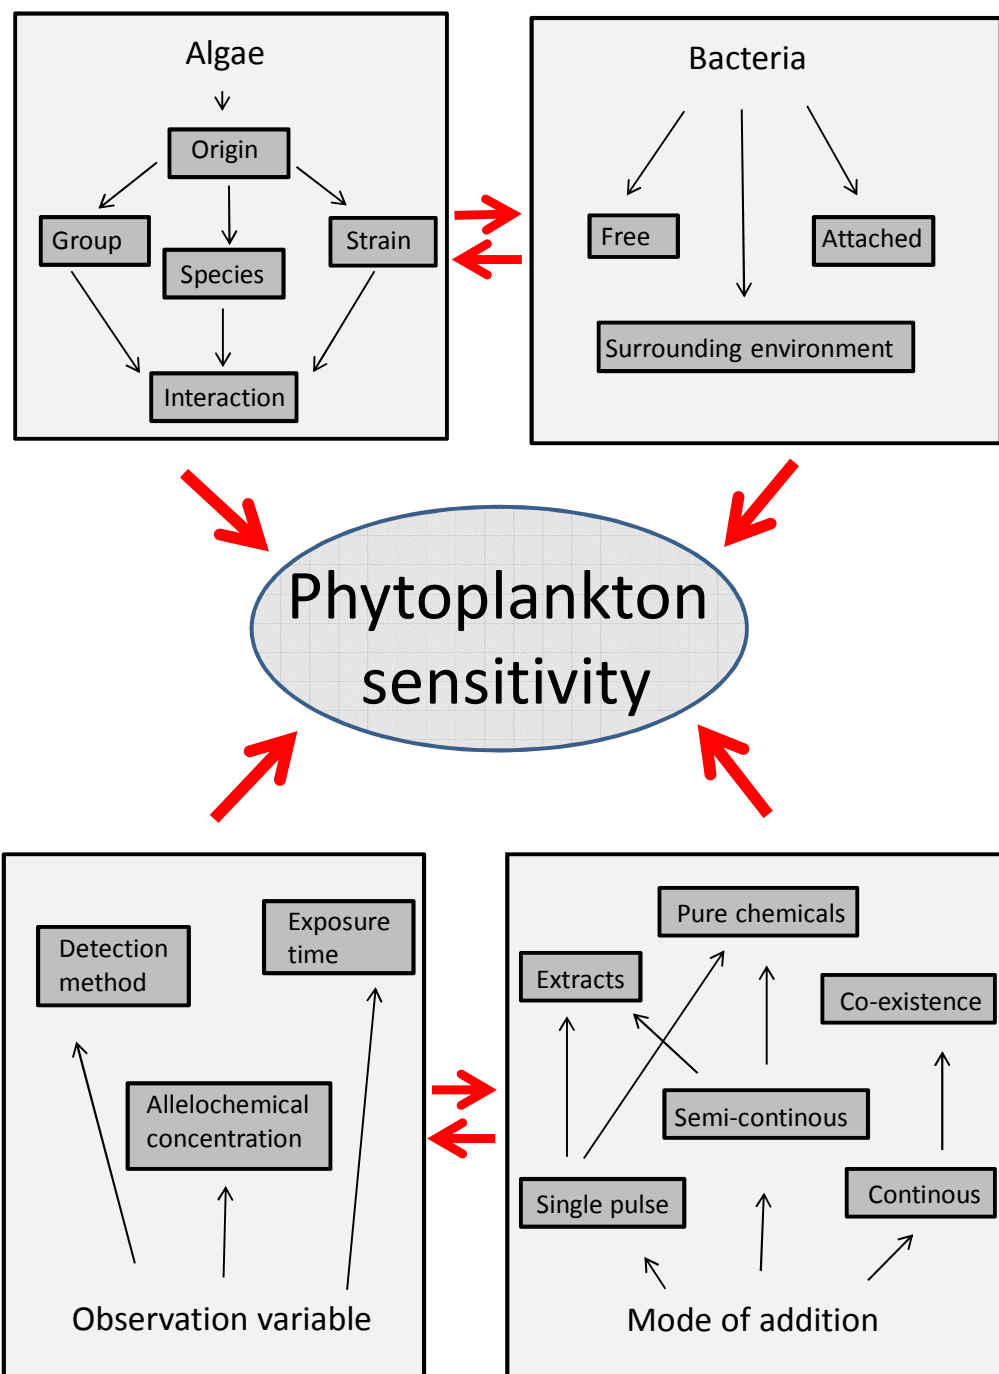 Algae
Origin
Group
Species
Strain
Interaction
Bacteria
Free
Attached
Surrounding environment
Phytoplankton
sensitivity
Detection
method
Exposure
time
Allelochemical
concentration
Observation variable
Pure chemicals
Extracts
Co-existence
Semi-continous
Single pulse
Continous
Mode of addition